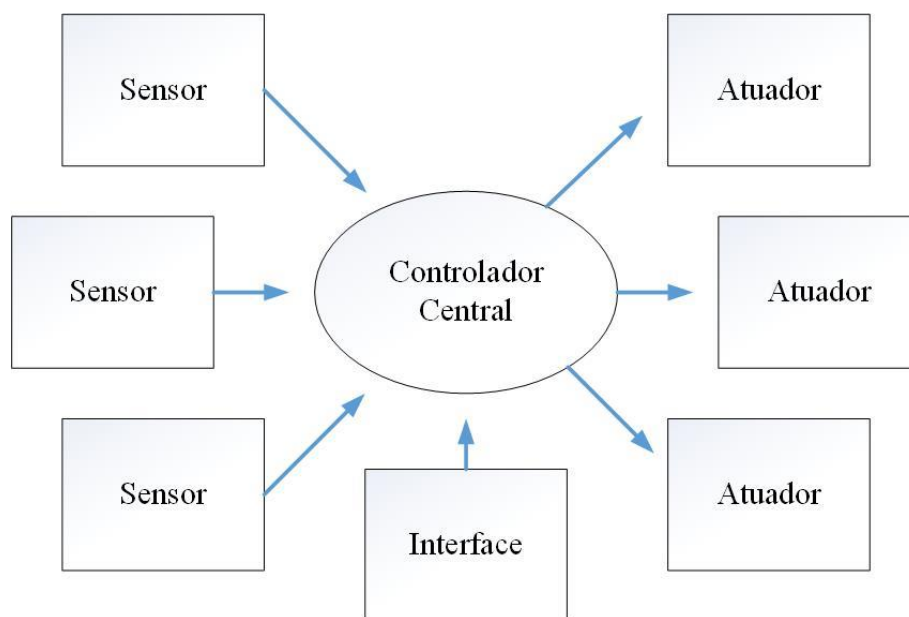 Sensor
Atuador
Sensor
Controlador
Central
Atuador
Sensor
Atuador
Interface